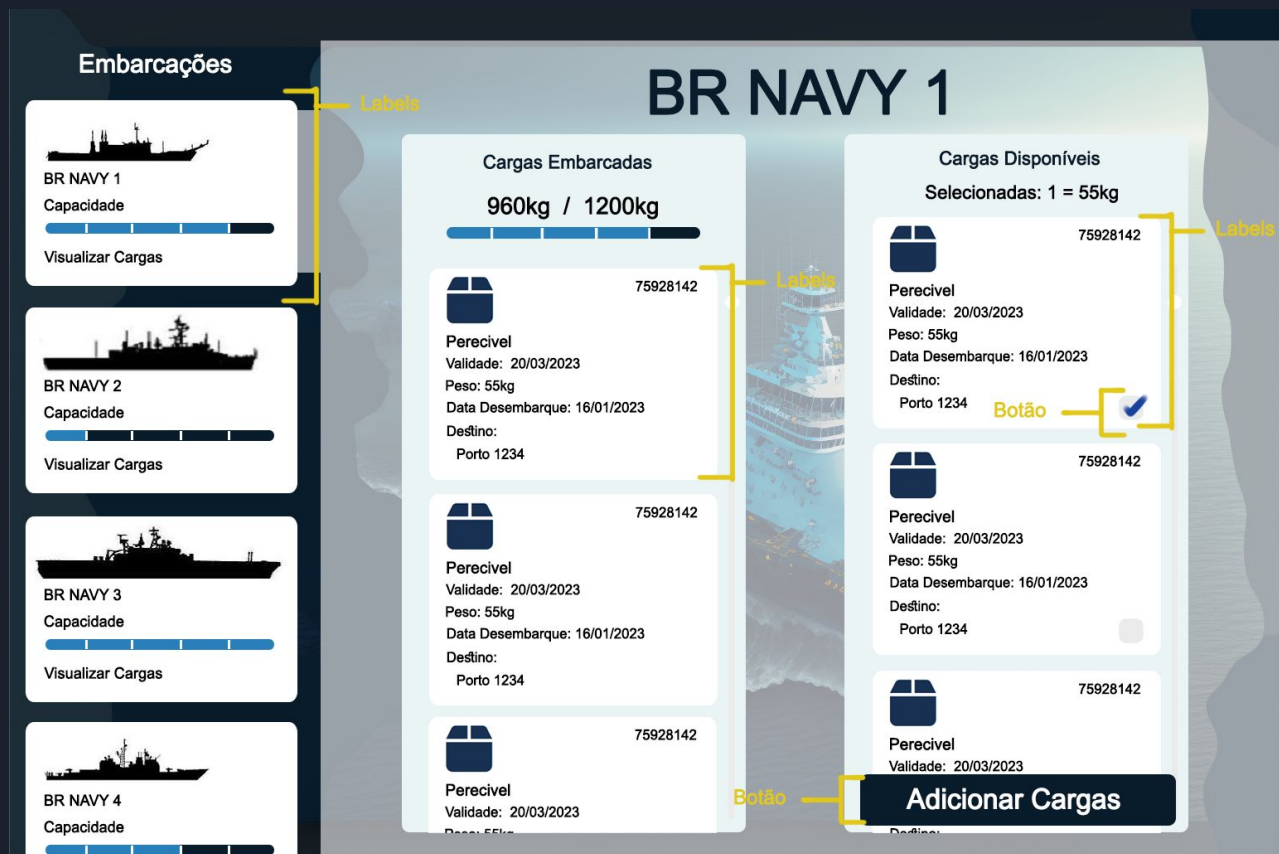 Embarcações
BR NAVY 1
Capacidade
Visualizar Cargas
BR NAVY 2
Capacidade
Visualizar Cargas
BR NAVY 3
Capacidade
Visualizar Cargas
BR NAVY 4
Capacidade
Labels
BR NAVY 1
Cargas Embarcadas
960kg / 1200kg
Labels
75928142
Perecivel
Validade: 20/03/2023
Peso: 55kg
Data Desembarque: 16/01/2023
Destino:
Porto 1234
75928142
Perecivel
Validade: 20/03/2023
Peso: 55kg
Data Desembarque: 16/01/2023
Destino:
Porto 1234
75928142
Perecivel
Validade: 20/03/2023
Peso: 55kg
Cargas Disponíveis
Selecionadas: 1 = 55kg
Labels
75928142
Perecivel
Validade: 20/03/2023
Peso: 55kg
Data Desembarque: 16/01/2023
Destino:
Porto 1234
Botão
75928142
Perecivel
Validade: 20/03/2023
Peso: 55kg
Data Desembarque: 16/01/2023
Destino:
Porto 1234
75928142
Perecivel
Validade: 20/03/2023
Botão
Adicionar Cargas
Destino: